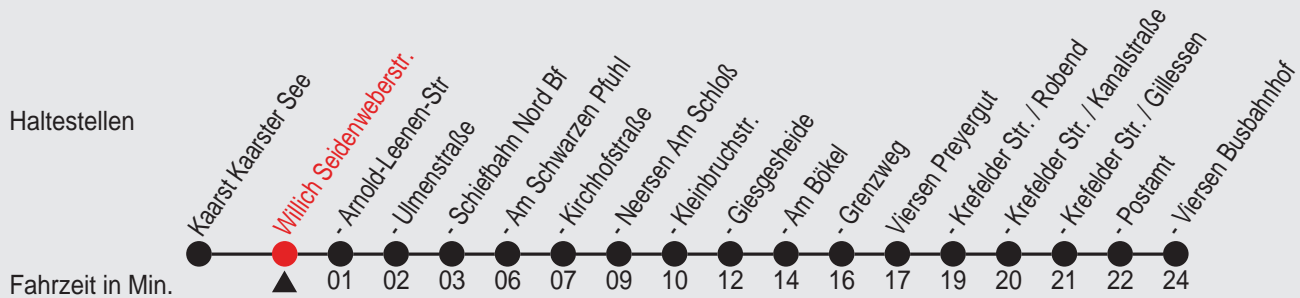 Haltestellen
Kaarst Kaarster See
Willich Seidenweberstr.
- Arnold-Leenen-Str
- Ulmenstraße
- Schiefbahn Nord Bf
- Am Schwarzen Pfuhl
- Kirchhofstraße
- Neersen Am Schloß
- Kleinbruchstr.
- Giesgesheide
- Am Bökel
- Grenzweg
Viersen Preyergut
- Krefelder Str. / Robend
- Krefelder Str. / Kanalstraße
- Krefelder Str. / Gillessen
- Postamt
- Viersen Busbahnhof
Fahrzeit in Min. 01 02 03 06 07 09 10 12 14 16 17 19 20 21 22 24